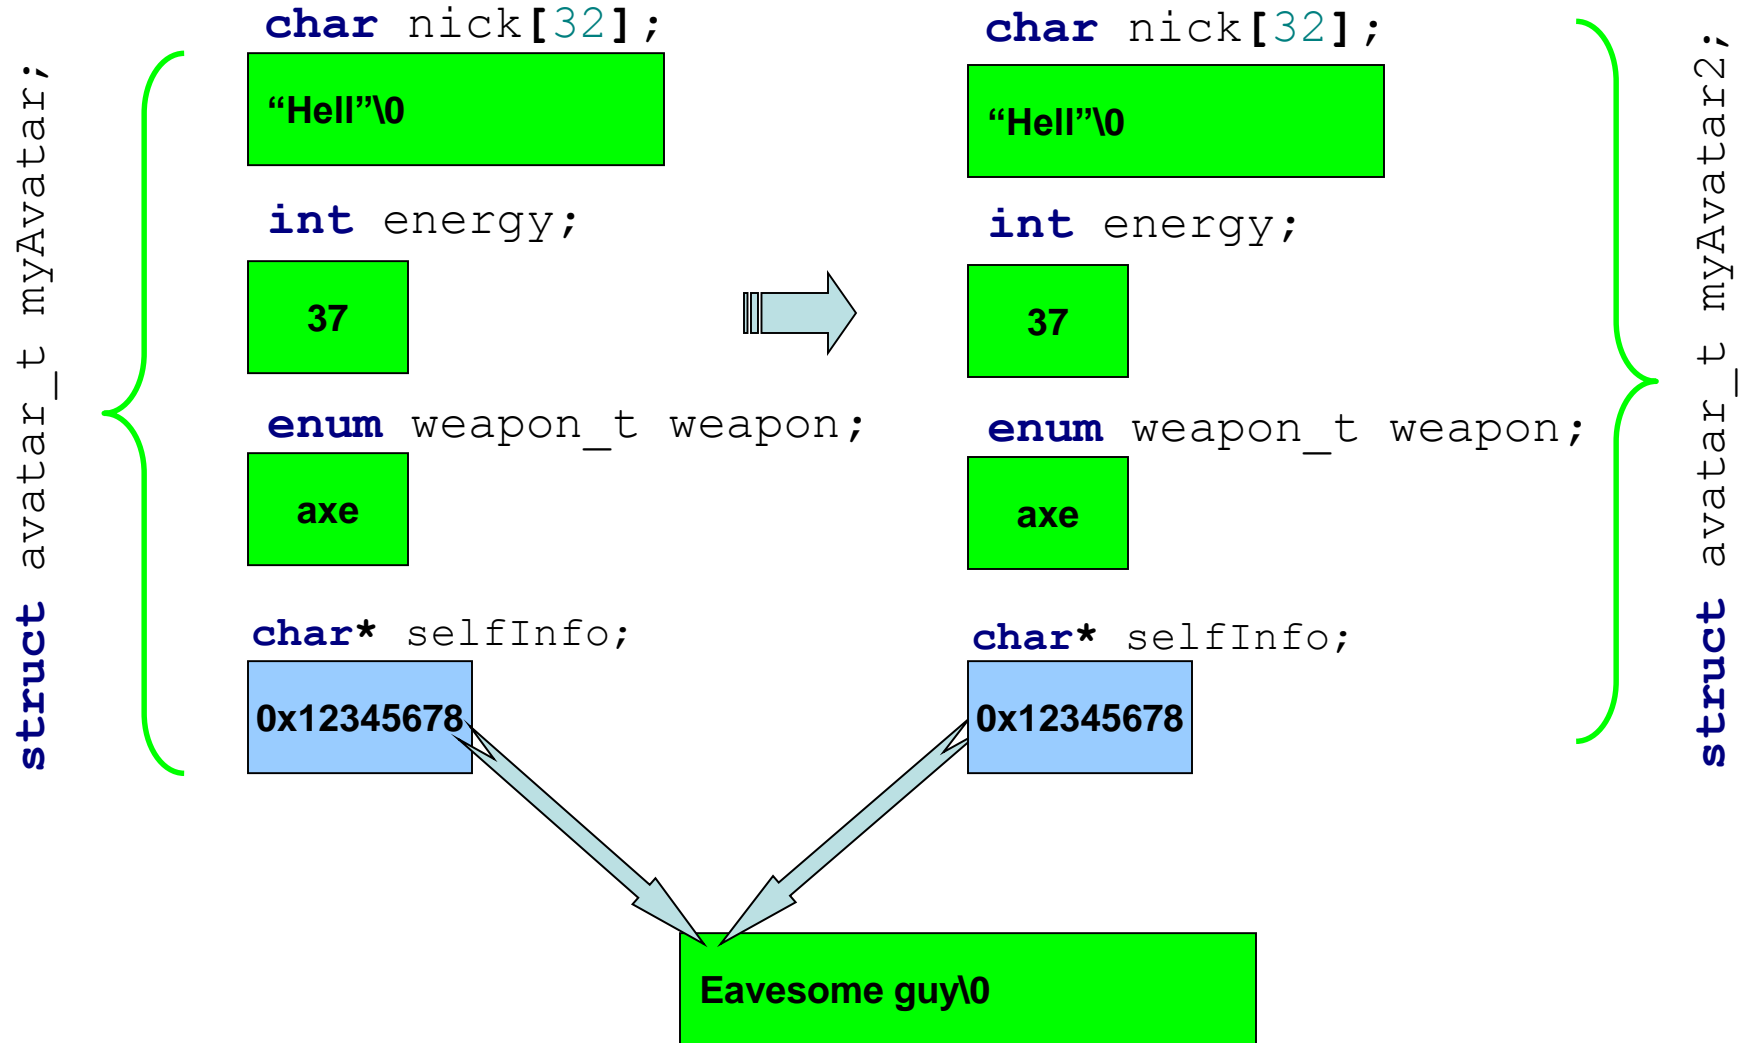 struct avatar_t myAvatar;
char nick[32];
“Hell”\0
int energy;
37
enum weapon_t weapon;
axe
char* selfInfo;
0x12345678
char nick[32];
“Hell”\0
int energy;
37
enum weapon_t weapon;
axe
char* selfInfo;
0x12345678
struct avatar_t myAvatar2;
Eavesome guy\0